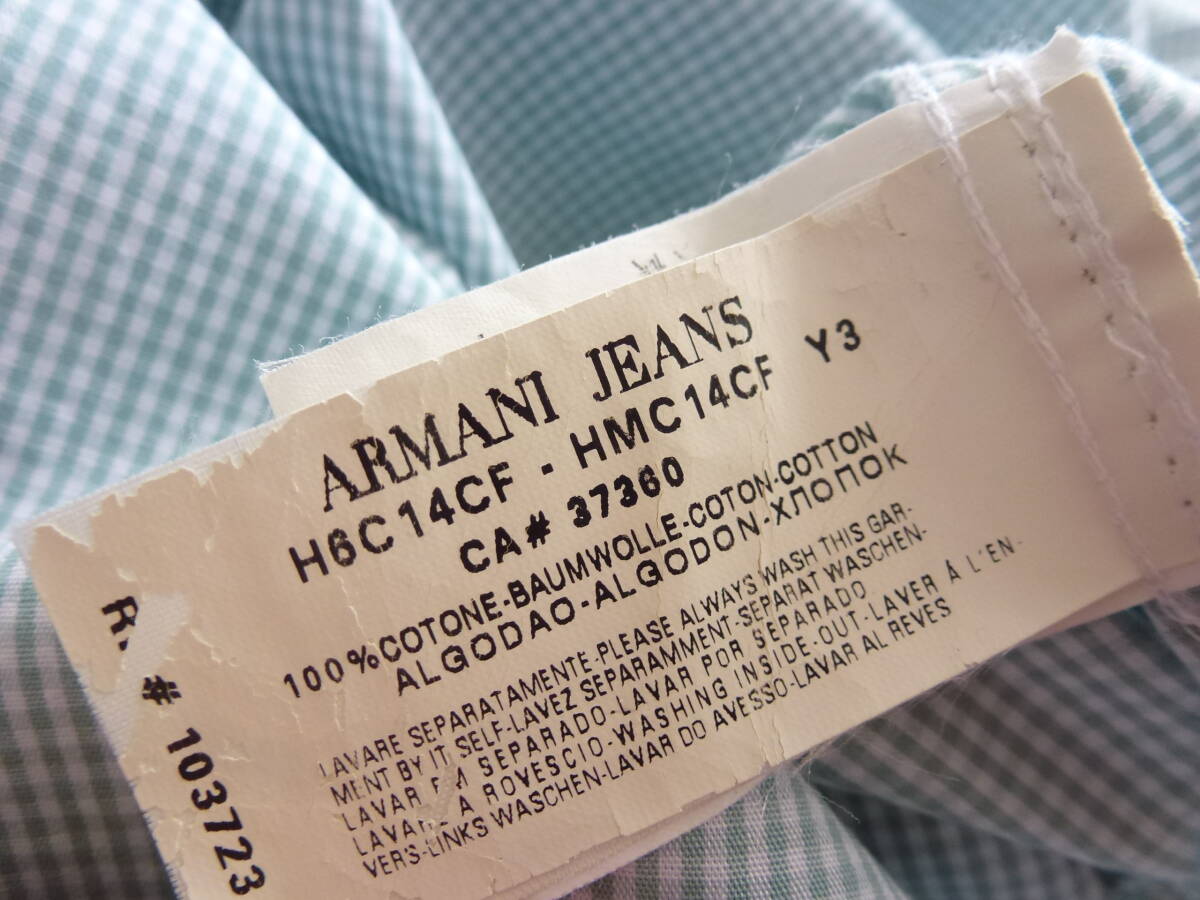 ARMANI JEANS
H6C14CF - HMC14CF Y3
CA# 37360
100%COTONE-BAUMWOLLE-COTON-COTTON
ALGODAO-ALGODON-ХЛОПОК
LAVARE SEPARATAMENTE-PLEASE ALWAYS WASH THIS GAR-
MENT BY IT SELF-LAVEZ SEPARAMMENT-SEPARAT WASCHEN-
LAVAR EM SEPARADO-LAVAR POR SEPARADO
LAVARE A ROVESCIO-WASHING INSIDE-OUT-LAVER À L'EN-
VER'S-LINKS WASCHEN-LAVAR DO AVESSO-LAVAR AL REVES
# 103723